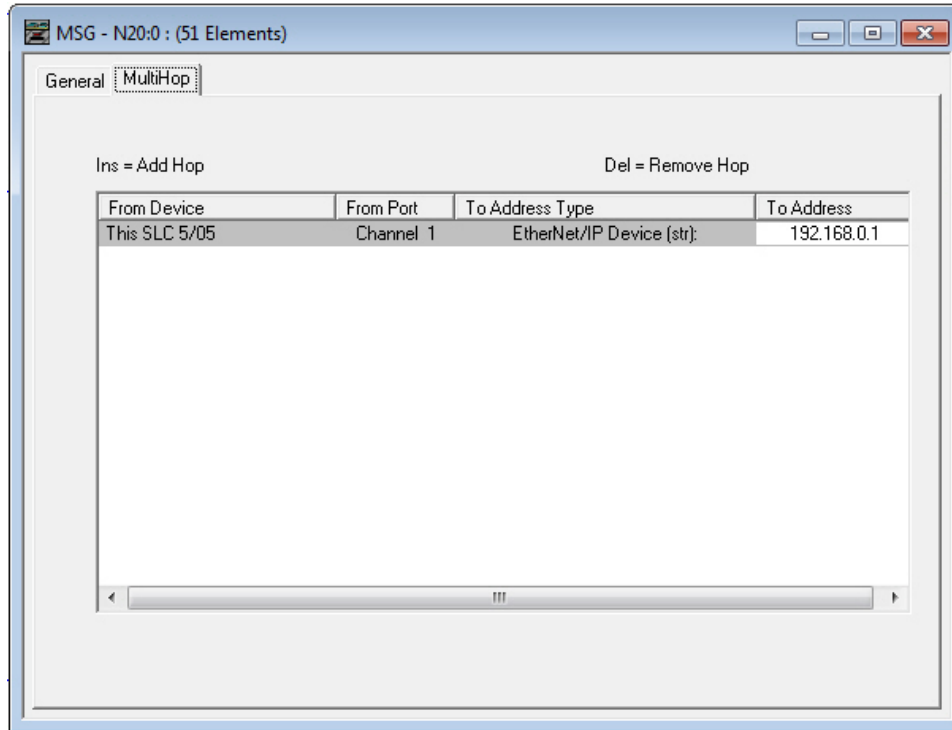 MSG - N20:0 : (51 Elements)
General MultiHop
Ins = Add Hop Del = Remove Hop
From Device From Port To Address Type To Address
This SLC 5/05 Channel 1 EtherNet/IP Device (str): 192.168.0.1